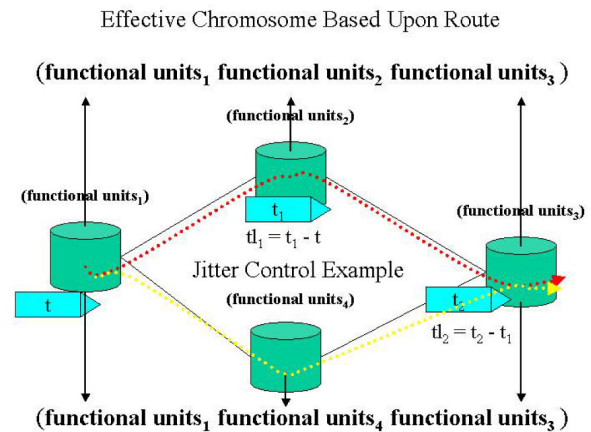 Effective Chromosome Based Upon Route
(functional units₁ functional units₂ functional units₃ )
(functional units₂)
(functional units₁)
(functional units₃)
t₁
tl₁ = t₁ - t
Jitter Control Example
t
(functional units₄)
t₂
tl₂ = t₂ - t₁
(functional units₁ functional units₄ functional units₃ )